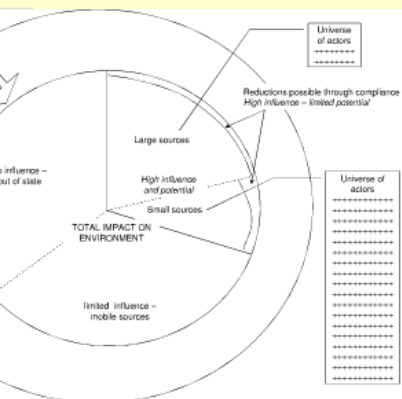 Universe
of actors
++++++++
++++++++
Reductions possible through compliance
High influence – limited potential
Large sources
influence –
out of state
High influence
and potential
Small sources
Universe of
actors
TOTAL IMPACT ON
ENVIRONMENT
limited influence –
mobile sources